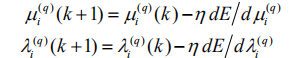 μ_i^{(q)}(k+1) = μ_i^{(q)}(k) − η dE/dμ_i^{(q)}(k)
λ_i^{(q)}(k+1) = λ_i^{(q)}(k) − η dE/dλ_i^{(q)}(k)